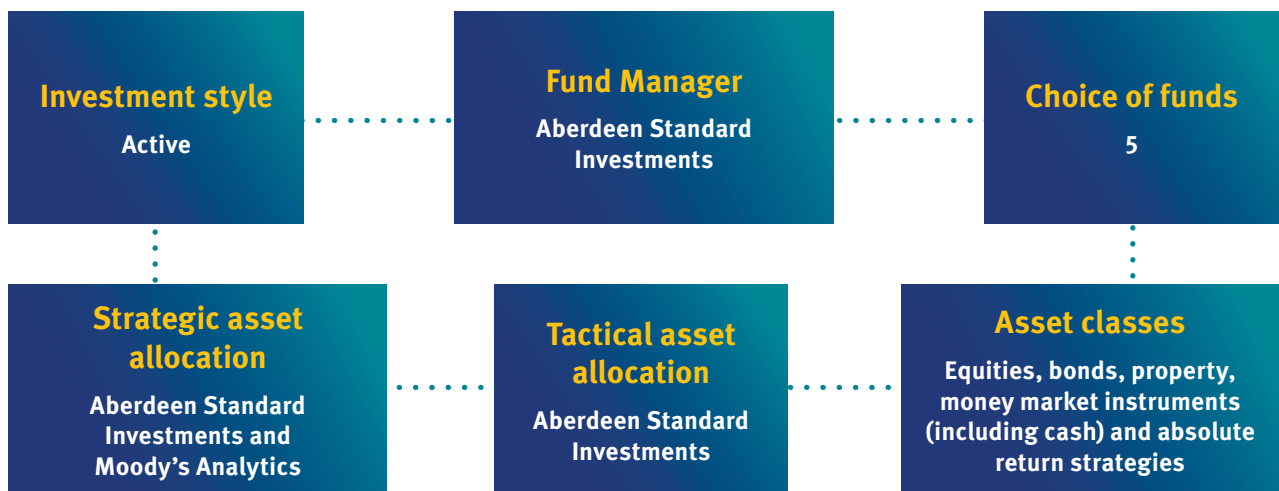 Investment style
Active
Fund Manager
Aberdeen Standard
Investments
Choice of funds
5
Strategic asset
allocation
Aberdeen Standard
Investments and
Moody’s Analytics
Tactical asset
allocation
Aberdeen Standard
Investments
Asset classes
Equities, bonds, property,
money market instruments
(including cash) and absolute
return strategies